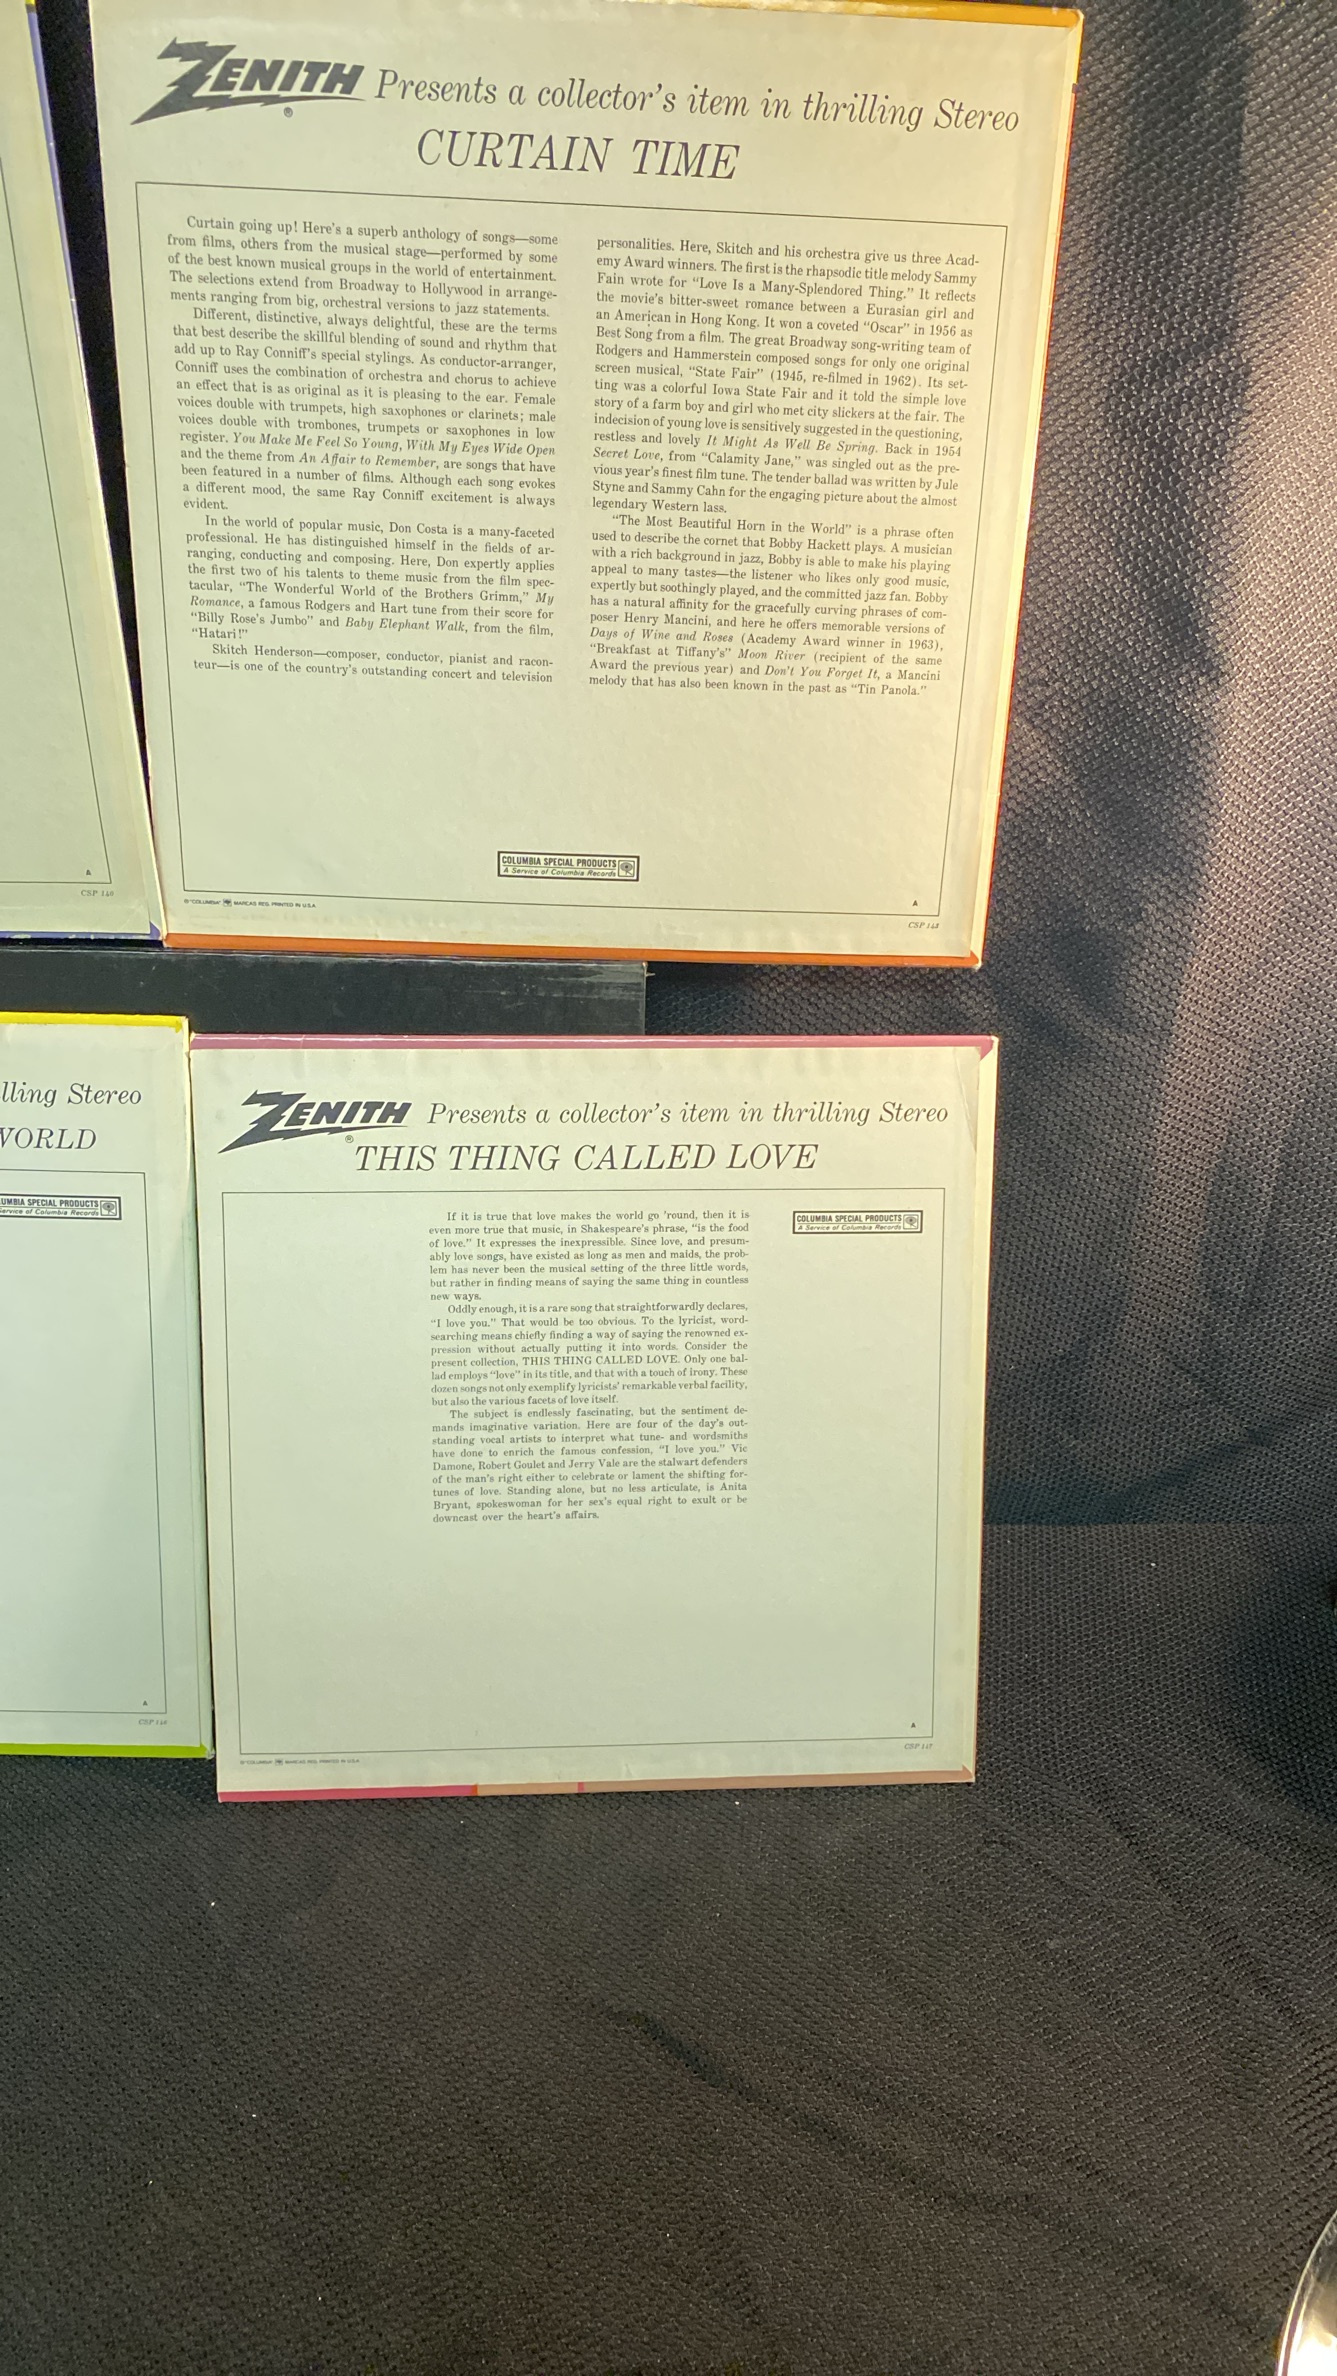 ZENITH® Presents a collector's item in thrilling Stereo
CURTAIN TIME
Curtain going up! Here's a superb anthology of songs—some
from films, others from the musical stage—performed by some
of the best known musical groups in the world of entertainment.
The selections extend from Broadway to Hollywood in arrange-
ments ranging from big, orchestral versions to jazz statements.
Different, distinctive, always delightful, these are the terms
that best describe the skillful blending of sound and rhythm that
add up to Ray Conniff's special stylings. As conductor-arranger,
Conniff uses the combination of orchestra and chorus to achieve
an effect that is as original as it is pleasing to the ear. Female
voices double with trumpets, high saxophones or clarinets; male
voices double with trombones, trumpets or saxophones in low
register. You Make Me Feel So Young, With My Eyes Wide Open
and the theme from An Affair to Remember, are songs that have
been featured in a number of films. Although each song evokes
a different mood, the same Ray Conniff excitement is always
evident.
In the world of popular music, Don Costa is a many-faceted
professional. He has distinguished himself in the fields of ar-
ranging, conducting and composing. Here, Don expertly applies
the first two of his talents to theme music from the film spec-
tacular, "The Wonderful World of the Brothers Grimm," My
Romance, a famous Rodgers and Hart tune from their score for
"Billy Rose's Jumbo" and Baby Elephant Walk, from the film,
"Hatari!"
Skitch Henderson—composer, conductor, pianist and racon-
teur—is one of the country's outstanding concert and television
personalities. Here, Skitch and his orchestra give us three Acad-
emy Award winners. The first is the rhapsodic title melody Sammy
Fain wrote for "Love Is a Many-Splendored Thing." It reflects
the movie's bitter-sweet romance between a Eurasian girl and
an American in Hong Kong. It won a coveted "Oscar" in 1956 as
Best Song from a film. The great Broadway song-writing team of
Rodgers and Hammerstein composed songs for only one original
screen musical, "State Fair" (1945, re-filmed in 1962). Its set-
ting was a colorful Iowa State Fair and it told the simple love
story of a farm boy and girl who met city slickers at the fair. The
indecision of young love is sensitively suggested in the questioning,
restless and lovely It Might As Well Be Spring. Back in 1954
Secret Love, from "Calamity Jane," was singled out as the pre-
vious year's finest film tune. The tender ballad was written by Jule
Styne and Sammy Cahn for the engaging picture about the almost
legendary Western lass.
"The Most Beautiful Horn in the World" is a phrase often
used to describe the cornet that Bobby Hackett plays. A musician
with a rich background in jazz, Bobby is able to make his playing
appeal to many tastes—the listener who likes only good music,
expertly but soothingly played, and the committed jazz fan. Bobby
has a natural affinity for the gracefully curving phrases of com-
poser Henry Mancini, and here he offers memorable versions of
Days of Wine and Roses (Academy Award winner in 1963),
"Breakfast at Tiffany's" Moon River (recipient of the same
Award the previous year) and Don't You Forget It, a Mancini
melody that has also been known in the past as "Tin Panola."
COLUMBIA SPECIAL PRODUCTS
A Service of Columbia Records
® "COLUMBIA" MARCAS REG. PRINTED IN U.S.A.
A
A
CSP
CSP
lling Stereo
WORLD
UMBIA SPECIAL PRODUCTS
Service of Columbia Records
A
CSP
ZENITH® Presents a collector's item in thrilling Stereo
THIS THING CALLED LOVE
COLUMBIA SPECIAL PRODUCTS
A Service of Columbia Records
If it is true that love makes the world go 'round, then it is
even more true that music, in Shakespeare's phrase, "is the food
of love." It expresses the inexpressible. Since love, and presum-
ably love songs, have existed as long as men and maids, the prob-
lem has never been the musical setting of the three little words,
but rather in finding means of saying the same thing in countless
new ways.
Oddly enough, it is a rare song that straightforwardly declares,
"I love you." That would be too obvious. To the lyricist, word-
searching means chiefly finding a way of saying the renowned ex-
pression without actually putting it into words. Consider the
present collection, THIS THING CALLED LOVE. Only one bal-
lad employs "love" in its title, and that with a touch of irony. These
dozen songs not only exemplify lyricists' remarkable verbal facility,
but also the various facets of love itself.
The subject is endlessly fascinating, but the sentiment de-
mands imaginative variation. Here are four of the day's out-
standing vocal artists to interpret what tune- and wordsmiths
have done to enrich the famous confession, "I love you." Vic
Damone, Robert Goulet and Jerry Vale are the stalwart defenders
of the man's right either to celebrate or lament the shifting for-
tunes of love. Standing alone, but no less articulate, is Anita
Bryant, spokeswoman for her sex's equal right to exult or be
downcast over the heart's affairs.
® "COLUMBIA" MARCAS REG. PRINTED IN U.S.A.
A
CSP 147